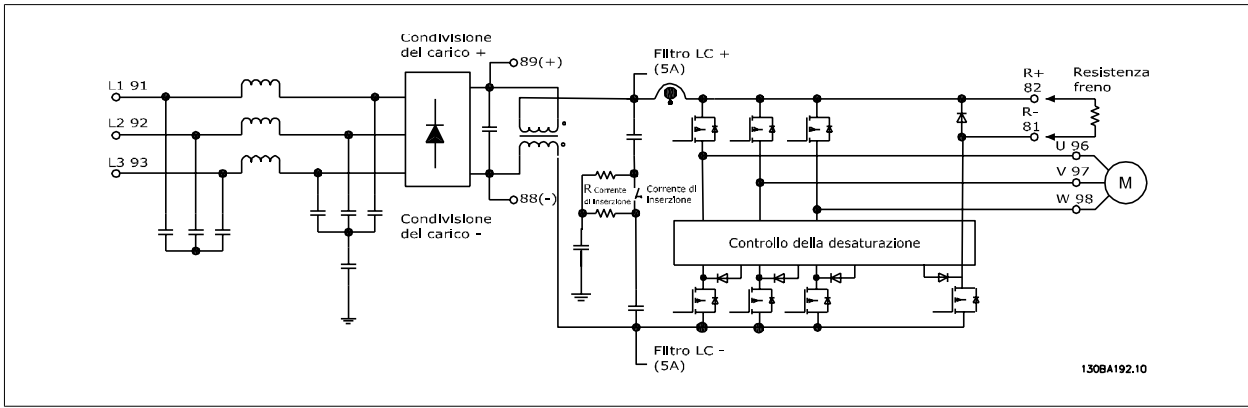 Condivisione
del carico +
89(+)
Filtro LC +
(5A)
L1 91
L2 92
L3 93
R+
82
Resistenza
freno
R-
81
U 96
V 97
W 98
M
88(-)
R Corrente
di inserzione
Corrente di
inserzione
Condivisione
del carico -
Controllo della desaturazione
Filtro LC -
(5A)
130BA192.10